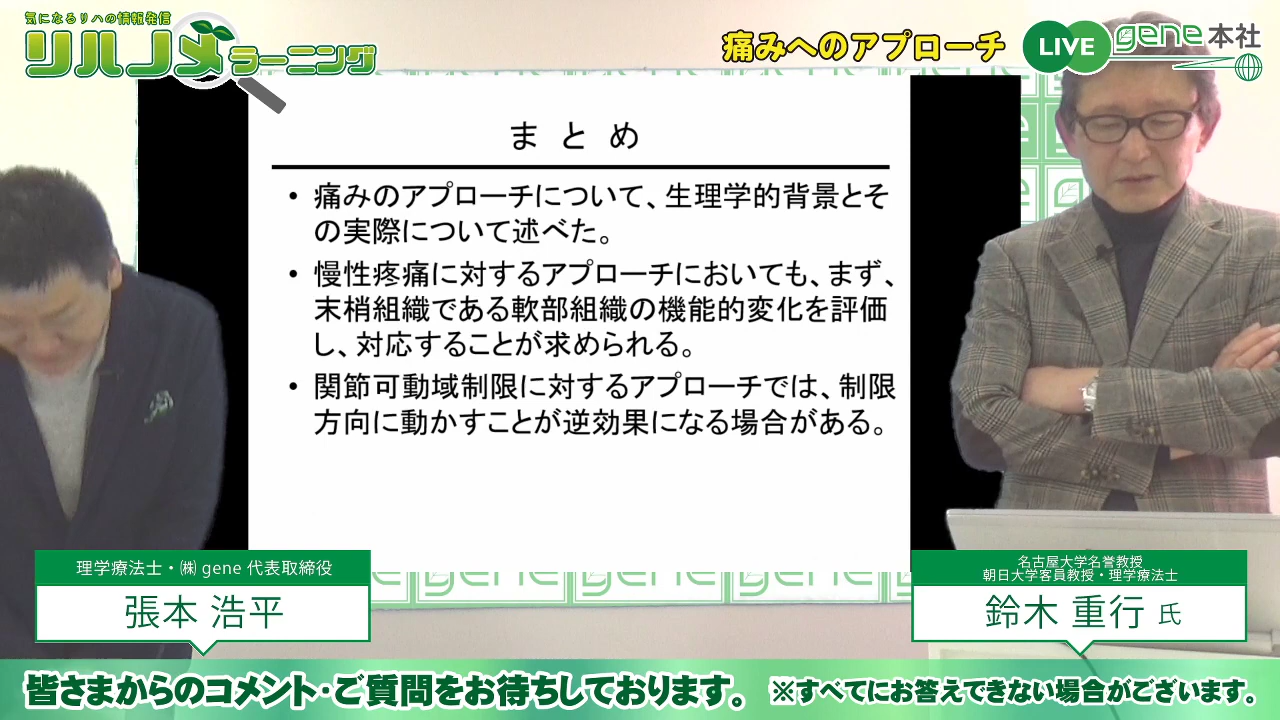 気になるリハの情報発信
リハノメラーニング
痛みへのアプローチ
LIVE
gene本社
まとめ
• 痛みのアプローチについて、生理学的背景とそ
の実際について述べた。
• 慢性疼痛に対するアプローチにおいても、まず、
末梢組織である軟部組織の機能的変化を評価
し、対応することが求められる。
• 関節可動域制限に対するアプローチでは、制限
方向に動かすことが逆効果になる場合がある。
理学療法士・㈱ gene 代表取締役
張本 浩平
名古屋大学名誉教授
朝日大学客員教授・理学療法士
鈴木 重行 氏
皆さまからのコメント・ご質問をお待ちしております。 ※すべてにお答えできない場合がございます。